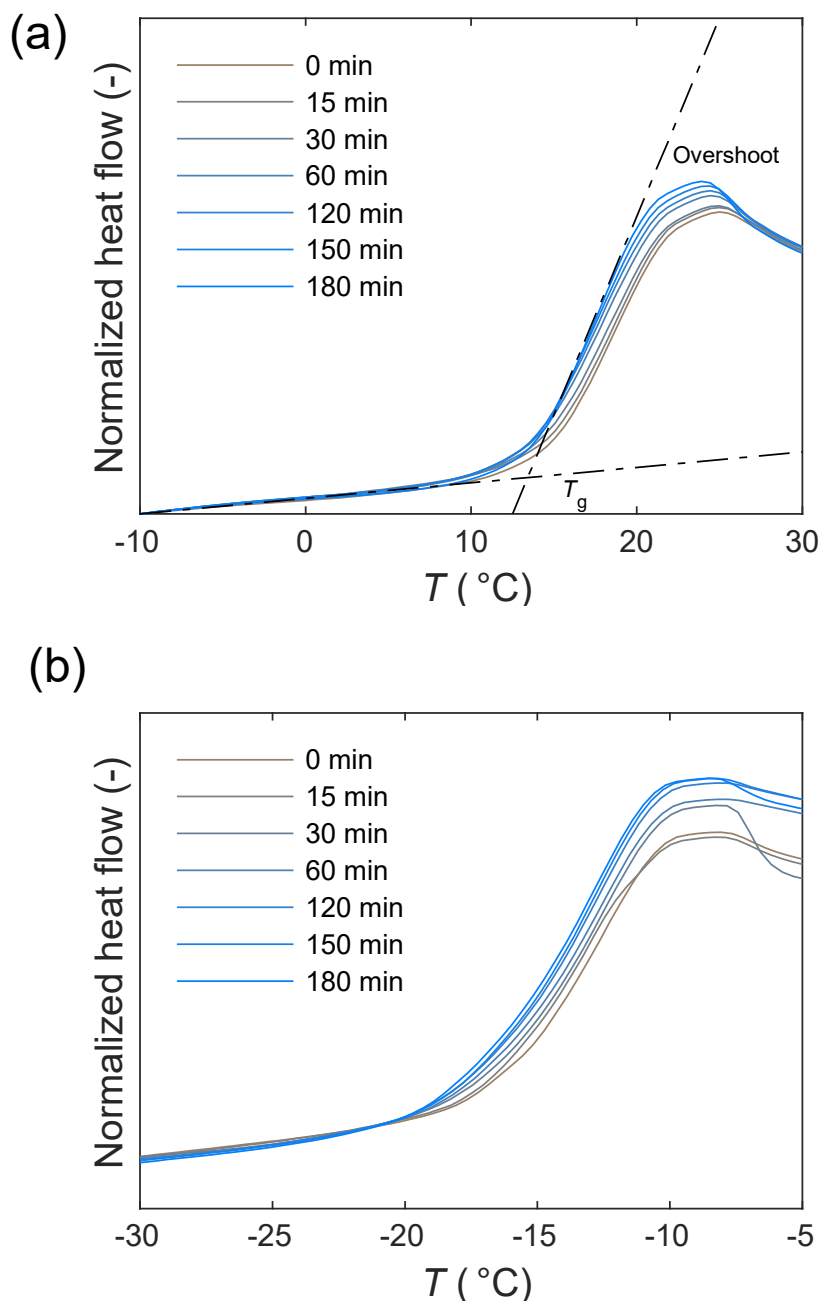 (a)
Normalized heat flow (-)
0 min
15 min
30 min
60 min
120 min
150 min
180 min
Overshoot
Tg
-10
0
10
20
30
T ( °C)
(b)
Normalized heat flow (-)
0 min
15 min
30 min
60 min
120 min
150 min
180 min
-30
-25
-20
-15
-10
-5
T ( °C)